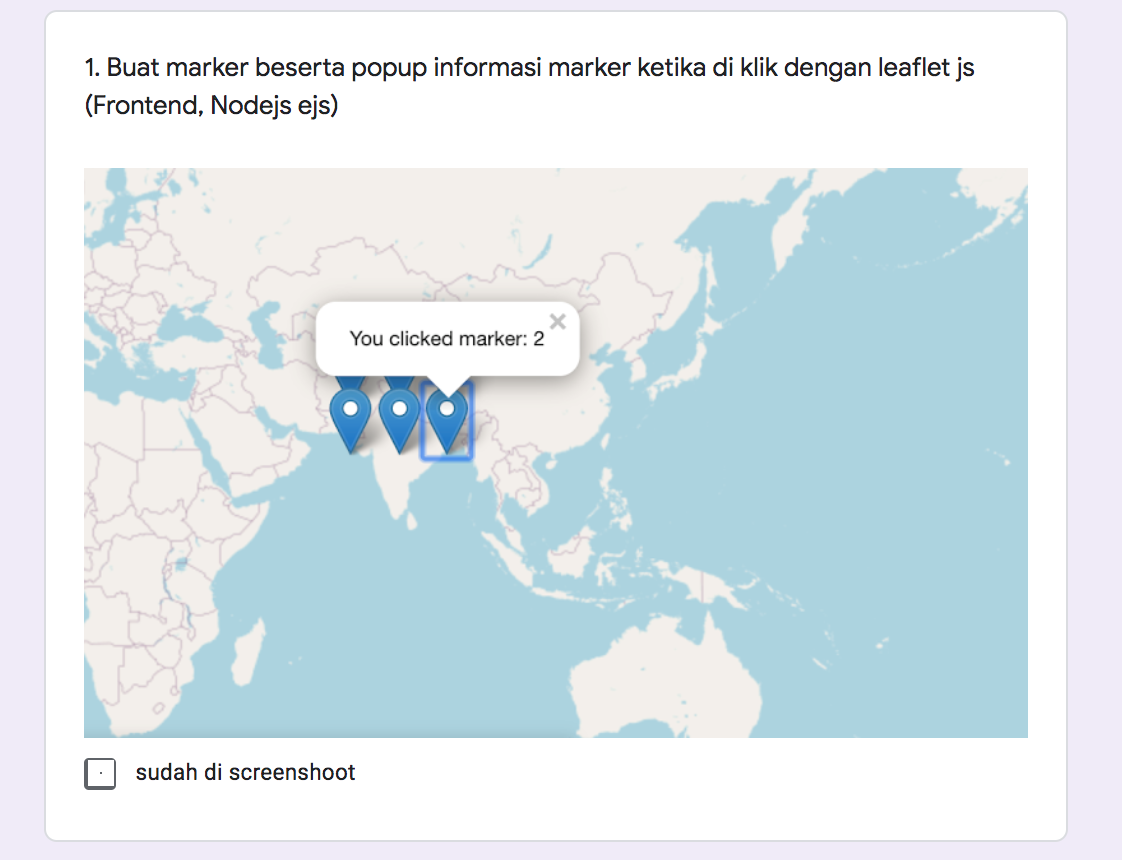 1. Buat marker beserta popup informasi marker ketika di klik dengan leaflet js
(Frontend, Nodejs ejs)
You clicked marker: 2
sudah di screenshoot